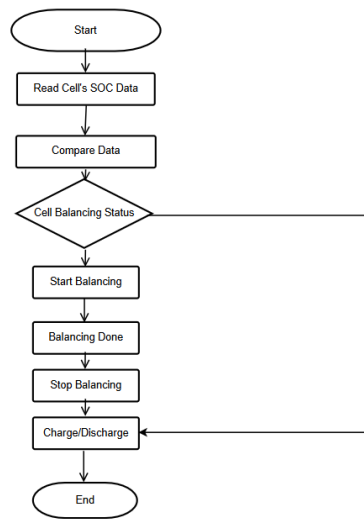 Start
Read Cell's SOC Data
Compare Data
Cell Balancing Status
Start Balancing
Balancing Done
Stop Balancing
Charge/Discharge
End